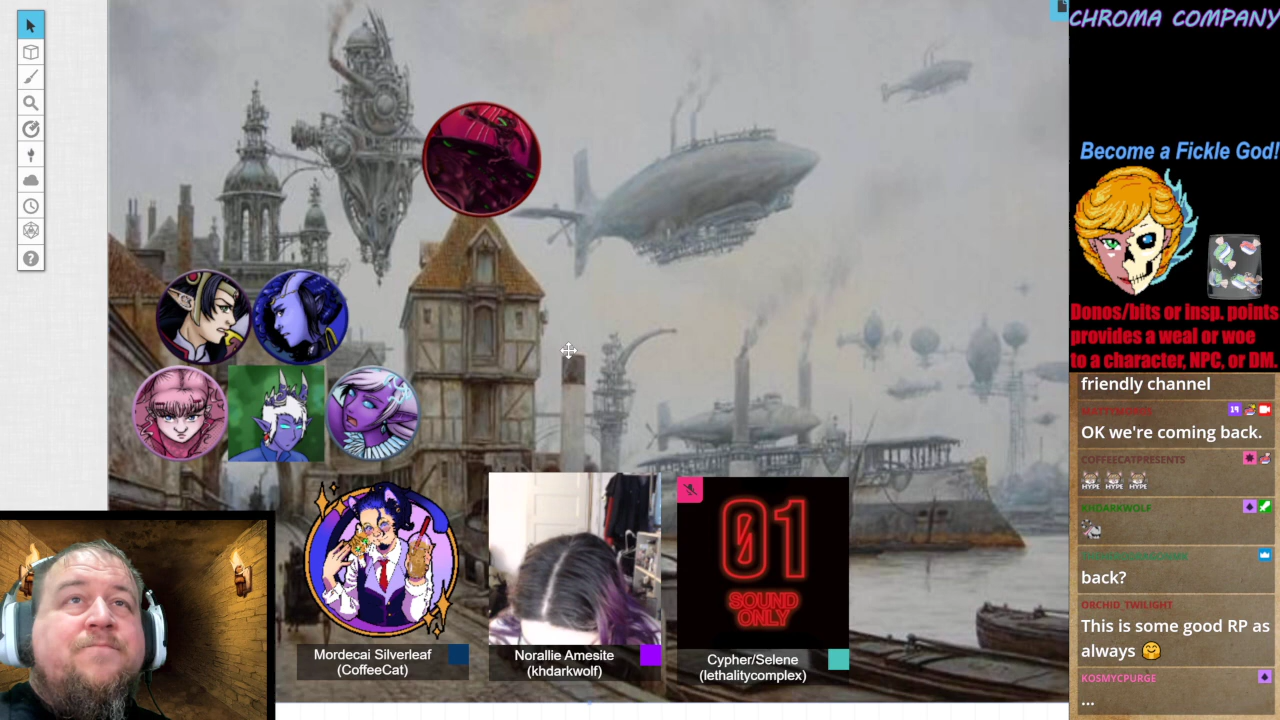 CHROMA COMPANY
Become a Fickle God!
Donos/bits or insp. points
provides a weal or woe
to a character, NPC, or DM.
friendly channel
19
OK we're coming back.
COFFEECATPRESENTS
HYPE HYPE HYPE
KHDARKWOLF
back?
ORCHID_TWILIGHT
This is some good RP as
always 🤗
KOSMYCPURGE
...
01
SOUND
ONLY
Mordecai Silverleaf
(CoffeeCat)
Norallie Amesite
(khdarkwolf)
Cypher/Selene
(lethalitycomplex)
?